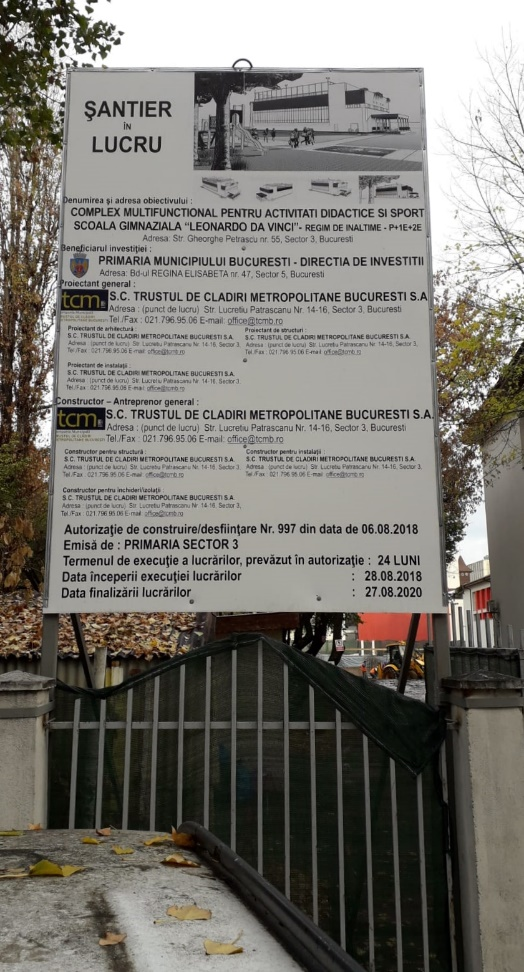 ŞANTIER
ÎN
LUCRU
Denumirea şi adresa obiectivului :
COMPLEX MULTIFUNCTIONAL PENTRU ACTIVITATI DIDACTICE SI SPORT
SCOALA GIMNAZIALA "LEONARDO DA VINCI"- REGIM DE INALTIME - P+1E+2E
Adresa: Str. Gheorghe Petrascu nr. 55, Sector 3, Bucuresti
Beneficiarul investiţiei :
PRIMARIA MUNICIPIULUI BUCURESTI - DIRECTIA DE INVESTITII
Adresa: Bd-ul REGINA ELISABETA nr. 47, Sector 5, Bucuresti
Proiectant general :
tcm
S.C. TRUSTUL DE CLADIRI METROPOLITANE BUCURESTI S.A
Adresa : (punct de lucru) Str. Lucretiu Patrascanu Nr. 14-16, Sector 3, Bucuresti
Tel./Fax : 021.796.95.06 E-mail: office@tcmb.ro
Proiectant de arhitectură :
S.C. TRUSTUL DE CLADIRI METROPOLITANE BUCURESTI S.A.
Adresa : (punct de lucru) Str. Lucretiu Patrascanu Nr. 14-16, Sector 3,
Tel./Fax : 021.796.95.06 E-mail: office@tcmb.ro
Proiectant de structuri :
S.C. TRUSTUL DE CLADIRI METROPOLITANE BUCURESTI S.A.
Adresa : (punct de lucru) Str. Lucretiu Patrascanu Nr. 14-16, Sector 3,
Tel./Fax : 021.796.95.06 E-mail: office@tcmb.ro
Proiectant de instalaţii :
S.C. TRUSTUL DE CLADIRI METROPOLITANE BUCURESTI S.A.
Adresa : (punct de lucru) Str. Lucretiu Patrascanu Nr. 14-16, Sector 3,
Tel./Fax : 021.796.95.06 E-mail: office@tcmb.ro
Constructor – Antreprenor general :
tcm
S.C. TRUSTUL DE CLADIRI METROPOLITANE BUCURESTI S.A.
Adresa : (punct de lucru) Str. Lucretiu Patrascanu Nr. 14-16, Sector 3, Bucuresti
Tel./Fax : 021.796.95.06 E-mail: office@tcmb.ro
Constructor pentru structură :
S.C. TRUSTUL DE CLADIRI METROPOLITANE BUCURESTI S.A.
Adresa : (punct de lucru) Str. Lucretiu Patrascanu Nr. 14-16, Sector 3,
Tel./Fax : 021.796.95.06 E-mail: office@tcmb.ro
Constructor pentru instalaţii :
S.C. TRUSTUL DE CLADIRI METROPOLITANE BUCURESTI S.A.
Adresa : (punct de lucru) Str. Lucretiu Patrascanu Nr. 14-16, Sector 3,
Tel./Fax : 021.796.95.06 E-mail: office@tcmb.ro
Constructor pentru închideri/izolaţii
S.C. TRUSTUL DE CLADIRI METROPOLITANE BUCURESTI S.A.
Adresa : (punct de lucru) Str. Lucretiu Patrascanu Nr. 14-16, Sector 3,
Tel./Fax : 021.796.95.06 E-mail: office@tcmb.ro
Autorizaţie de construire/desfiinţare Nr. 997 din data de 06.08.2018
Emisă de : PRIMARIA SECTOR 3
Termenul de execuţie a lucrărilor, prevăzut în autorizaţie : 24 LUNI
Data începerii execuţiei lucrărilor : 28.08.2018
Data finalizării lucrărilor : 27.08.2020